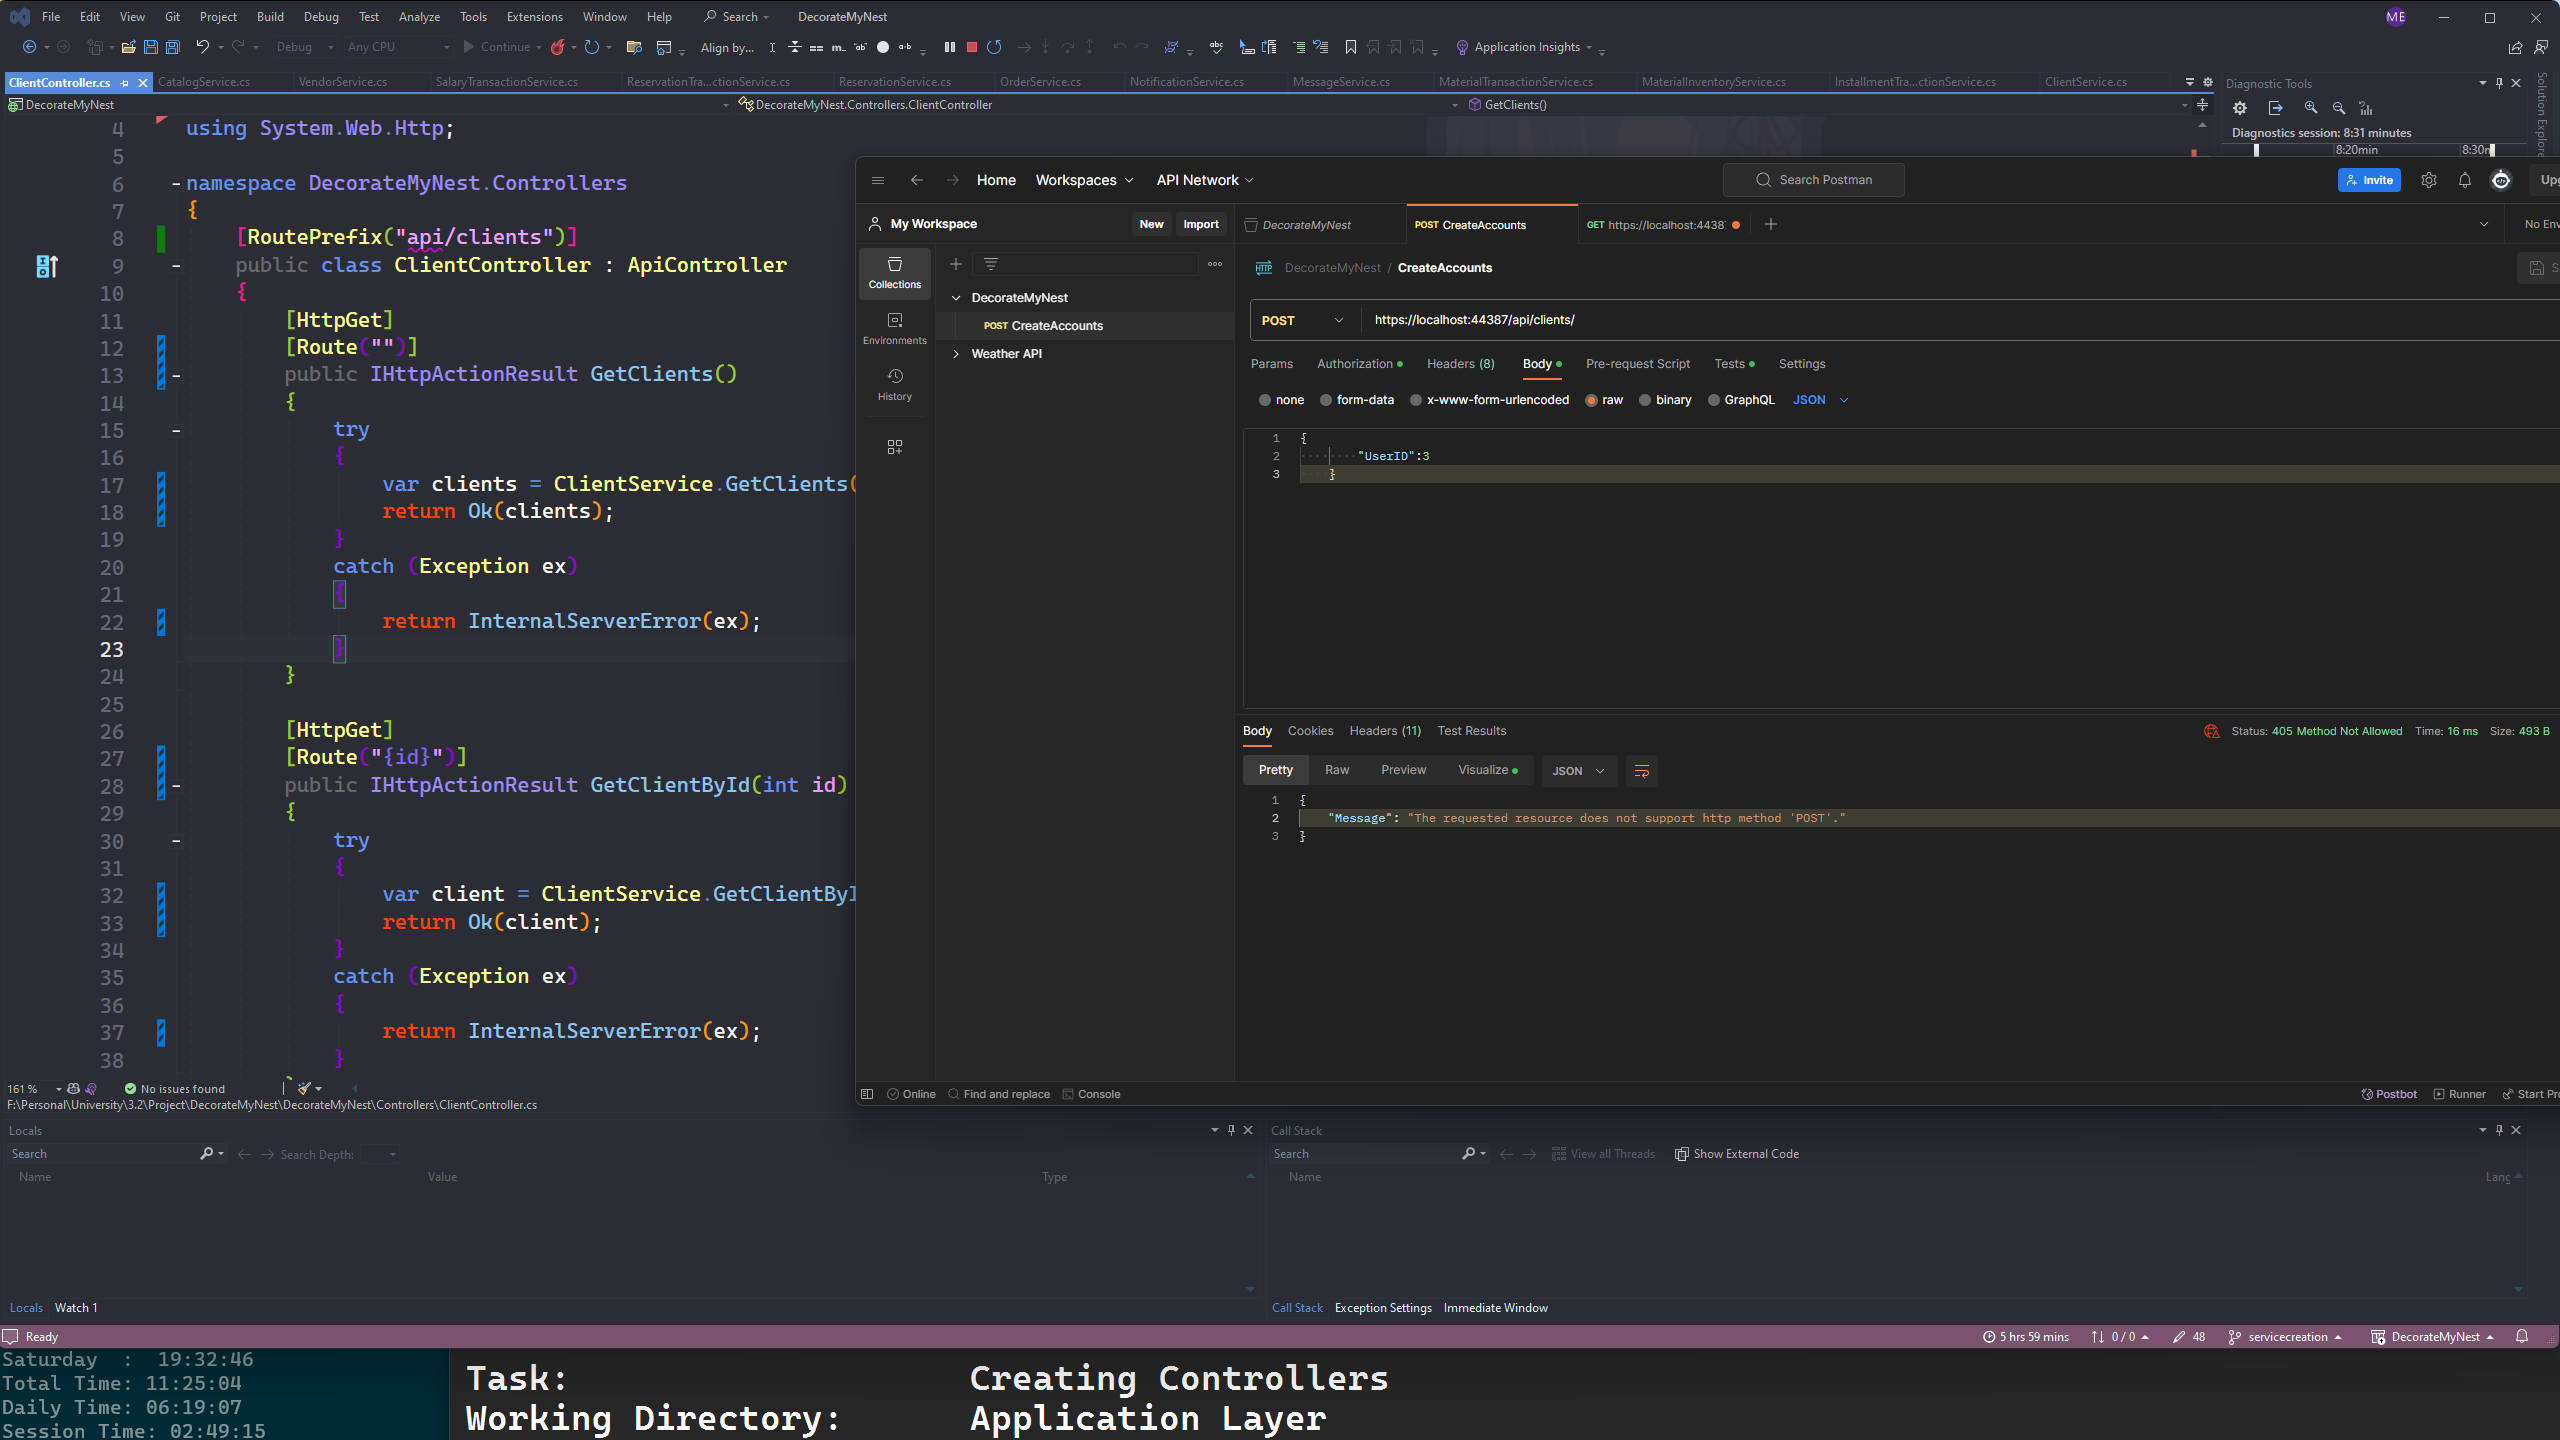 File Edit View Git Project Build Debug Test Analyze Tools Extensions Window Help Search DecorateMyNest ME
Debug Any CPU Continue Align by... Application Insights
ClientController.cs CatalogService.cs VendorService.cs SalaryTransactionService.cs ReservationTra...ctionService.cs ReservationService.cs OrderService.cs NotificationService.cs MessageService.cs MaterialTransactionService.cs MaterialInventoryService.cs InstallmentTra...ctionService.cs ClientService.cs
DecorateMyNest DecorateMyNest.Controllers.ClientController GetClients()
Diagnostic Tools
Diagnostics session: 8:31 minutes
8:20min 8:30m
Solution Explore
4 using System.Web.Http;
5
6 namespace DecorateMyNest.Controllers
7 {
8 [RoutePrefix("api/clients")]
9 public class ClientController : ApiController
10 {
11 [HttpGet]
12 [Route("")]
13 public IHttpActionResult GetClients()
14 {
15 try
16 {
17 var clients = ClientService.GetClients(
18 return Ok(clients);
19 }
20 catch (Exception ex)
21 {
22 return InternalServerError(ex);
23 }
24 }
25
26 [HttpGet]
27 [Route("{id}")]
28 public IHttpActionResult GetClientById(int id)
29 {
30 try
31 {
32 var client = ClientService.GetClientByI
33 return Ok(client);
34 }
35 catch (Exception ex)
36 {
37 return InternalServerError(ex);
38 }
161 % No issues found
F:\Personal\University\3.2\Project\DecorateMyNest\DecorateMyNest\Controllers\ClientController.cs
Home Workspaces API Network Search Postman Invite Upg
My Workspace New Import DecorateMyNest POST CreateAccounts GET https://localhost:4438 No Env
Collections
Environments
History
DecorateMyNest
POST CreateAccounts
Weather API
HTTP DecorateMyNest / CreateAccounts S
POST https://localhost:44387/api/clients/
Params Authorization Headers (8) Body Pre-request Script Tests Settings
none form-data x-www-form-urlencoded raw binary GraphQL JSON
1 {
2 "UserID":3
3 }
Body Cookies Headers (11) Test Results Status: 405 Method Not Allowed Time: 16 ms Size: 493 B
Pretty Raw Preview Visualize JSON
1 {
2 "Message": "The requested resource does not support http method 'POST'."
3 }
Online Find and replace Console Postbot Runner Start Pro
Locals
Search Search Depth:
Name Value Type
Locals Watch 1
Call Stack
Search View all Threads Show External Code
Name Lang
Call Stack Exception Settings Immediate Window
Ready 5 hrs 59 mins 0 / 0 48 servicecreation DecorateMyNest
Saturday : 19:32:46
Total Time: 11:25:04
Daily Time: 06:19:07
Session Time: 02:49:15
Task: Creating Controllers
Working Directory: Application Layer